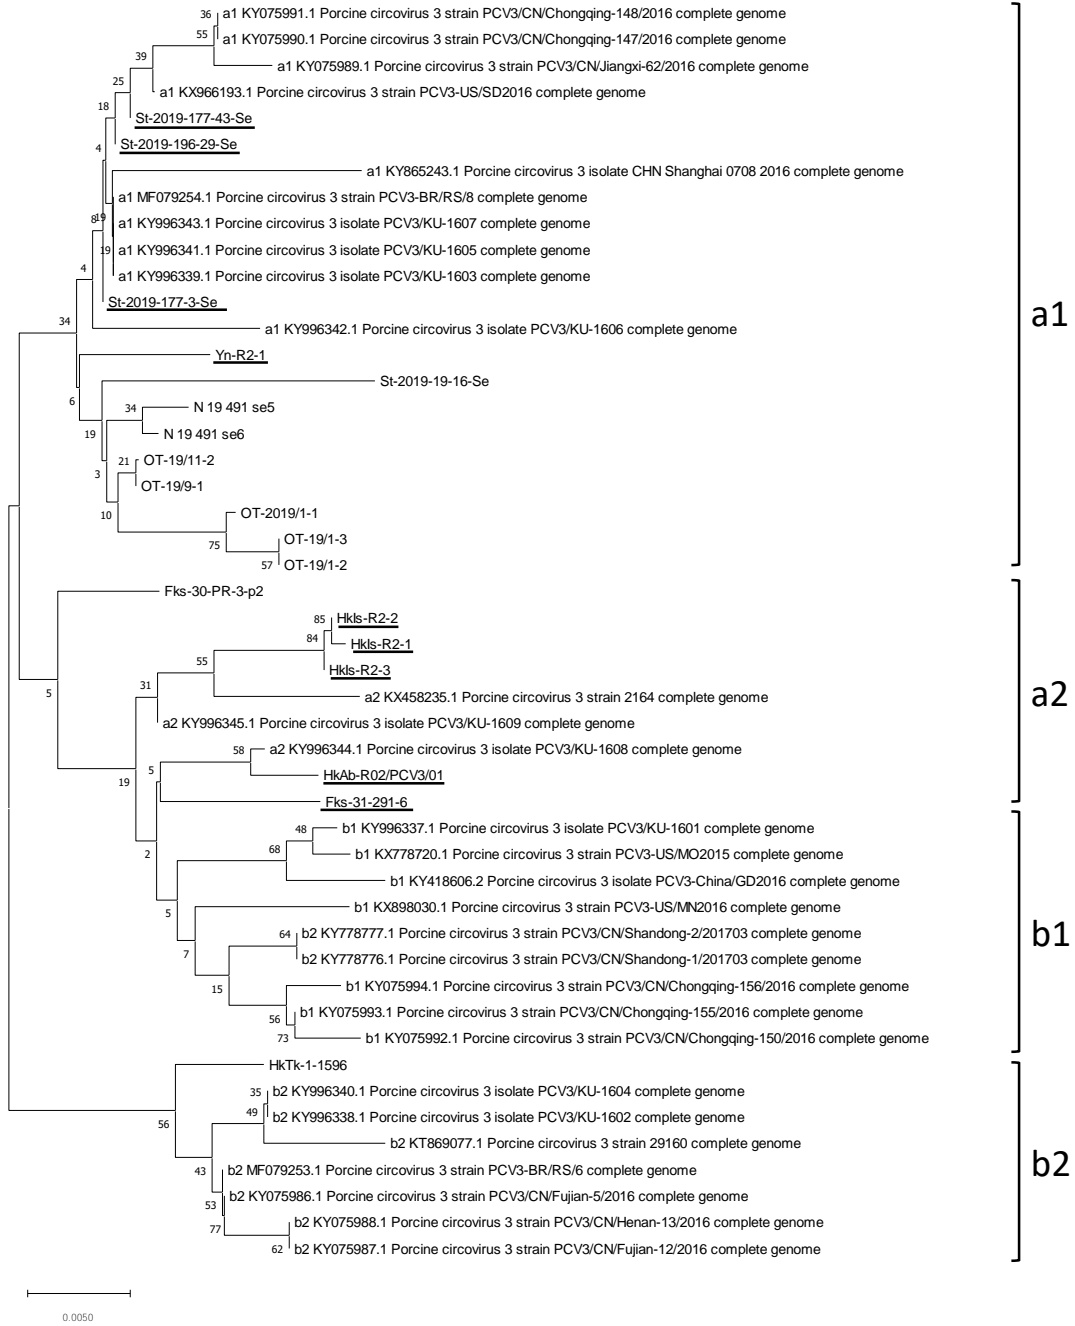 36
a1 KY075991.1 Porcine circovirus 3 strain PCV3/CN/Chongqing-148/2016 complete genome
55
a1 KY075990.1 Porcine circovirus 3 strain PCV3/CN/Chongqing-147/2016 complete genome
39
a1 KY075989.1 Porcine circovirus 3 strain PCV3/CN/Jiangxi-62/2016 complete genome
25
a1 KX966193.1 Porcine circovirus 3 strain PCV3-US/SD2016 complete genome
18
St-2019-177-43-Se
4
St-2019-196-29-Se
a1 KY865243.1 Porcine circovirus 3 isolate CHN Shanghai 0708 2016 complete genome
a1 MF079254.1 Porcine circovirus 3 strain PCV3-BR/RS/8 complete genome
8
19
a1 KY996343.1 Porcine circovirus 3 isolate PCV3/KU-1607 complete genome
19
a1 KY996341.1 Porcine circovirus 3 isolate PCV3/KU-1605 complete genome
4
a1 KY996339.1 Porcine circovirus 3 isolate PCV3/KU-1603 complete genome
St-2019-177-3-Se
a1
34
a1 KY996342.1 Porcine circovirus 3 isolate PCV3/KU-1606 complete genome
Yn-R2-1
6
St-2019-19-16-Se
34
N 19 491 se5
19
N 19 491 se6
21
OT-19/11-2
3
OT-19/9-1
10
OT-2019/1-1
75
OT-19/1-3
57
OT-19/1-2
Fks-30-PR-3-p2
85
HkIs-R2-2
84
HkIs-R2-1
55
HkIs-R2-3
31
5
a2 KX458235.1 Porcine circovirus 3 strain 2164 complete genome
a2
a2 KY996345.1 Porcine circovirus 3 isolate PCV3/KU-1609 complete genome
58
a2 KY996344.1 Porcine circovirus 3 isolate PCV3/KU-1608 complete genome
5
19
HkAb-R02/PCV3/01
Fks-31-291-6
48
b1 KY996337.1 Porcine circovirus 3 isolate PCV3/KU-1601 complete genome
68
2
b1 KX778720.1 Porcine circovirus 3 strain PCV3-US/MO2015 complete genome
b1 KY418606.2 Porcine circovirus 3 isolate PCV3-China/GD2016 complete genome
5
b1 KX898030.1 Porcine circovirus 3 strain PCV3-US/MN2016 complete genome
b1
64
b2 KY778777.1 Porcine circovirus 3 strain PCV3/CN/Shandong-2/201703 complete genome
7
b2 KY778776.1 Porcine circovirus 3 strain PCV3/CN/Shandong-1/201703 complete genome
15
b1 KY075994.1 Porcine circovirus 3 strain PCV3/CN/Chongqing-156/2016 complete genome
56
b1 KY075993.1 Porcine circovirus 3 strain PCV3/CN/Chongqing-155/2016 complete genome
73
b1 KY075992.1 Porcine circovirus 3 strain PCV3/CN/Chongqing-150/2016 complete genome
HkTk-1-1596
35
b2 KY996340.1 Porcine circovirus 3 isolate PCV3/KU-1604 complete genome
49
56
b2 KY996338.1 Porcine circovirus 3 isolate PCV3/KU-1602 complete genome
b2 KT869077.1 Porcine circovirus 3 strain 29160 complete genome
b2
43
b2 MF079253.1 Porcine circovirus 3 strain PCV3-BR/RS/6 complete genome
53
b2 KY075986.1 Porcine circovirus 3 strain PCV3/CN/Fujian-5/2016 complete genome
77
b2 KY075988.1 Porcine circovirus 3 strain PCV3/CN/Henan-13/2016 complete genome
62
b2 KY075987.1 Porcine circovirus 3 strain PCV3/CN/Fujian-12/2016 complete genome
0.0050